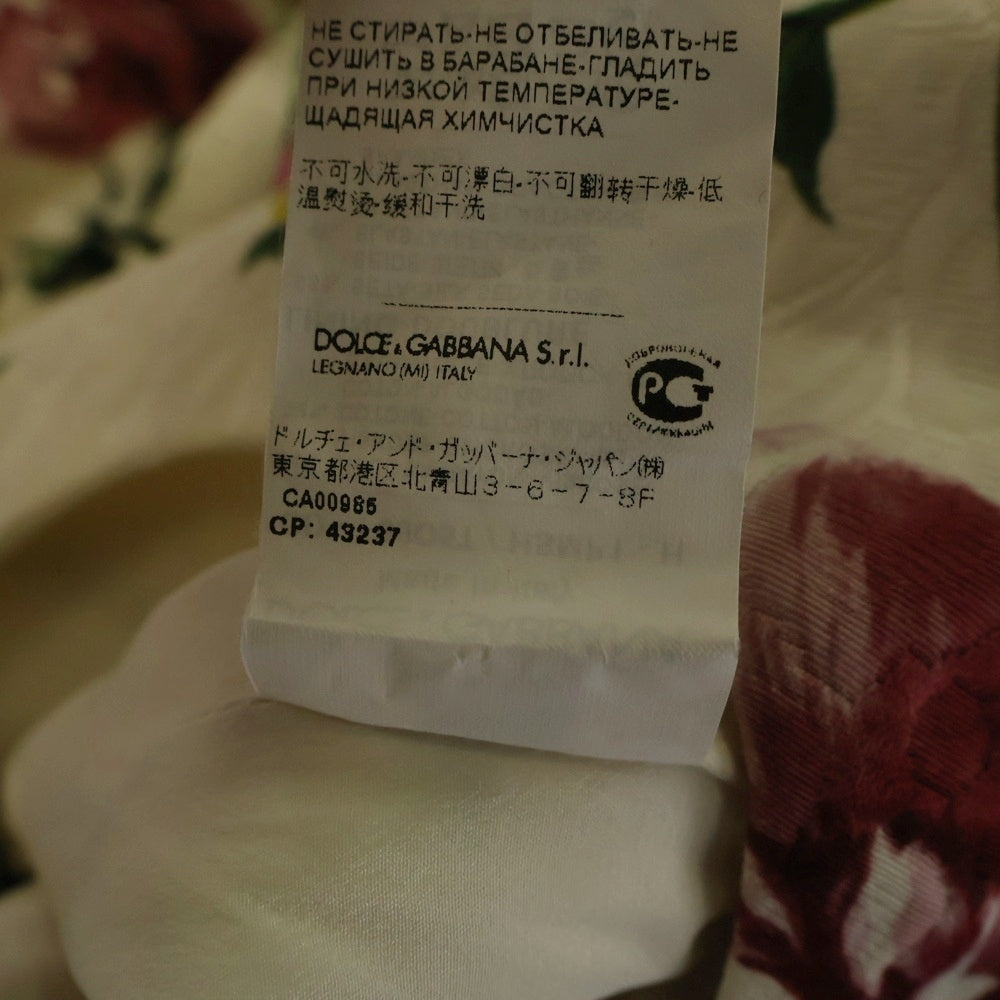 НЕ СТИРАТЬ-НЕ ОТБЕЛИВАТЬ-НЕ
СУШИТЬ В БАРАБАНЕ-ГЛАДИТЬ
ПРИ НИЗКОЙ ТЕМПЕРАТУРЕ-
ЩАДЯЩАЯ ХИМЧИСТКА
不可水洗-不可漂白-不可翻转干燥-低
温熨烫-缓和干洗
DOLCE & GABBANA S.r.l.
LEGNANO (MI) ITALY
ДОБРОВОЛЬНАЯ
РСТ
СЕРТИФИКАЦИЯ
ドルチェ・アンド・ガッバーナ・ジャパン(株)
東京都港区北青山3-6-7-8F
CA00985
CP: 43237